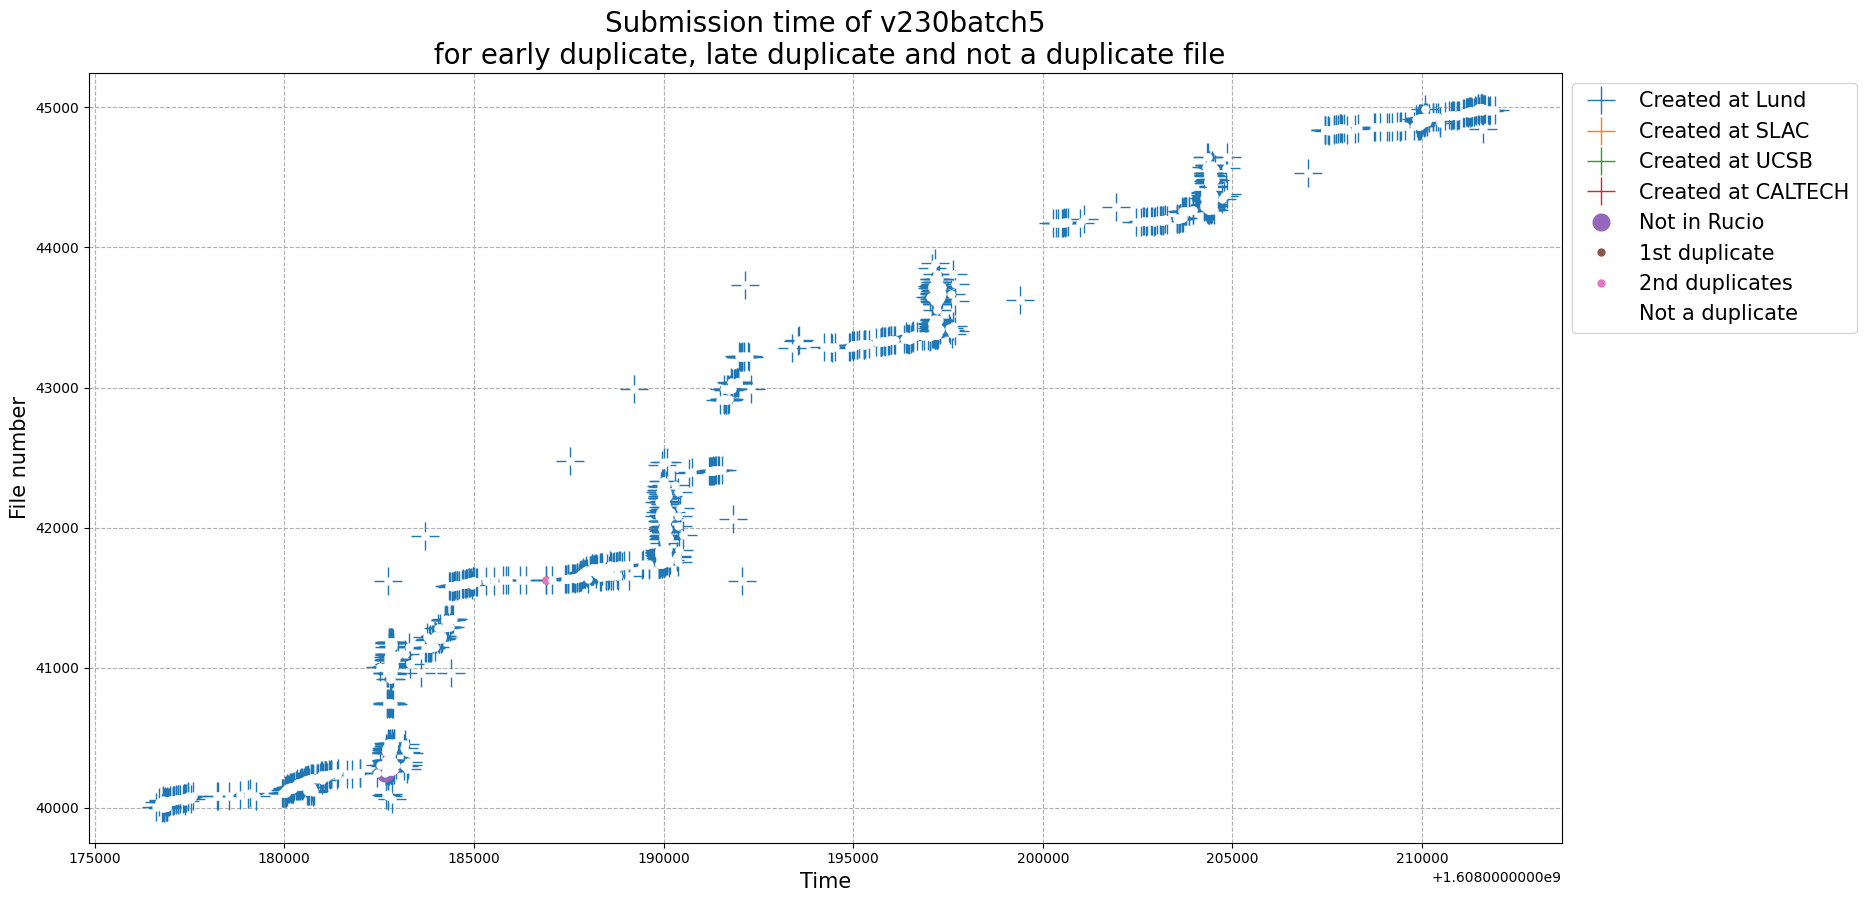 Submission time of v230batch5
for early duplicate, late duplicate and not a duplicate file
File number
45000
44000
43000
42000
41000
40000
175000 180000 185000 190000 195000 200000 205000 210000
+1.6080000000e9
Time
Created at Lund
Created at SLAC
Created at UCSB
Created at CALTECH
Not in Rucio
1st duplicate
2nd duplicates
Not a duplicate